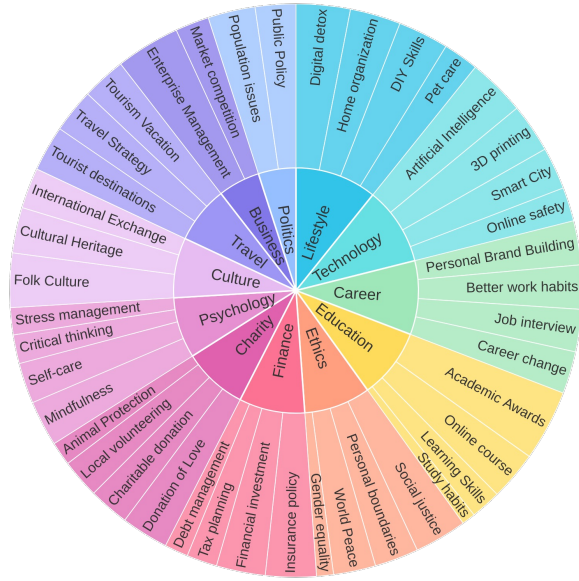 Lifestyle
Digital detox
Home organization
DIY Skills
Pet care
Technology
Artificial Intelligence
3D printing
Smart City
Online safety
Career
Personal Brand Building
Better work habits
Job interview
Career change
Education
Academic Awards
Online course
Learning Skills
Study habits
Ethics
Social justice
Personal boundaries
World Peace
Gender equality
Finance
Insurance policy
Financial investment
Tax planning
Debt management
Charity
Donation of Love
Charitable donation
Local volunteering
Animal Protection
Psychology
Mindfulness
Self-care
Critical thinking
Stress management
Culture
Folk Culture
Cultural Heritage
International Exchange
Travel
Tourist destinations
Travel Strategy
Tourism Vacation
Business
Enterprise Management
Market competition
Politics
Population issues
Public Policy